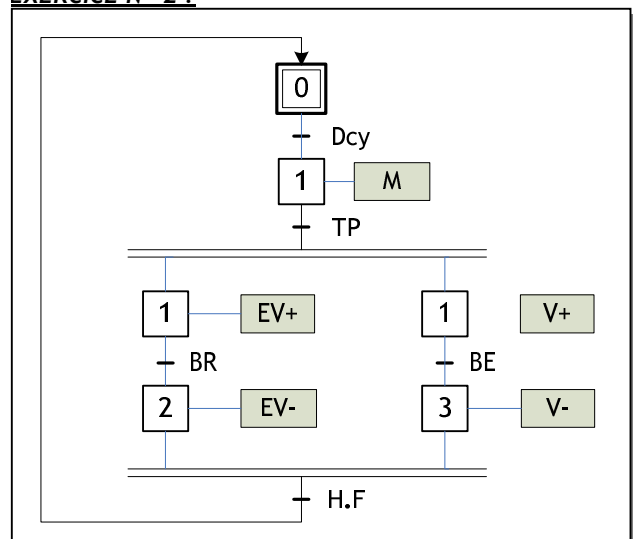 EXERCICE N° 2 :
0
Dcy
1 M
TP
1 EV+ 1 V+
BR BE
2 EV- 3 V-
H.F